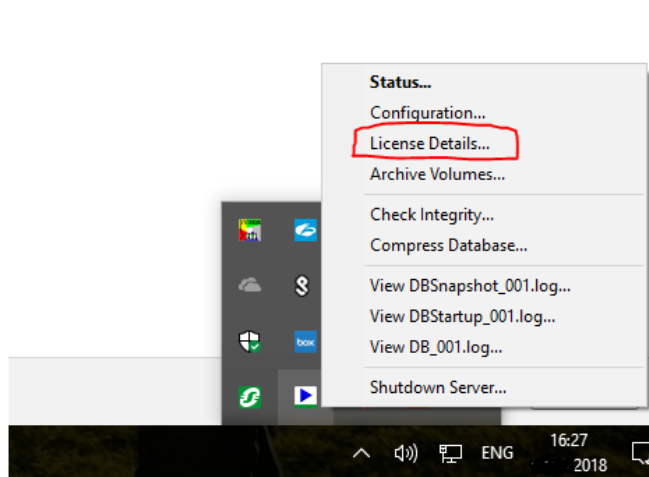 Status...
Configuration...
License Details...
Archive Volumes...
Check Integrity...
Compress Database...
View DBSnapshot_001.log...
View DBStartup_001.log...
View DB_001.log...
Shutdown Server...
box
ENG
16:27
2018